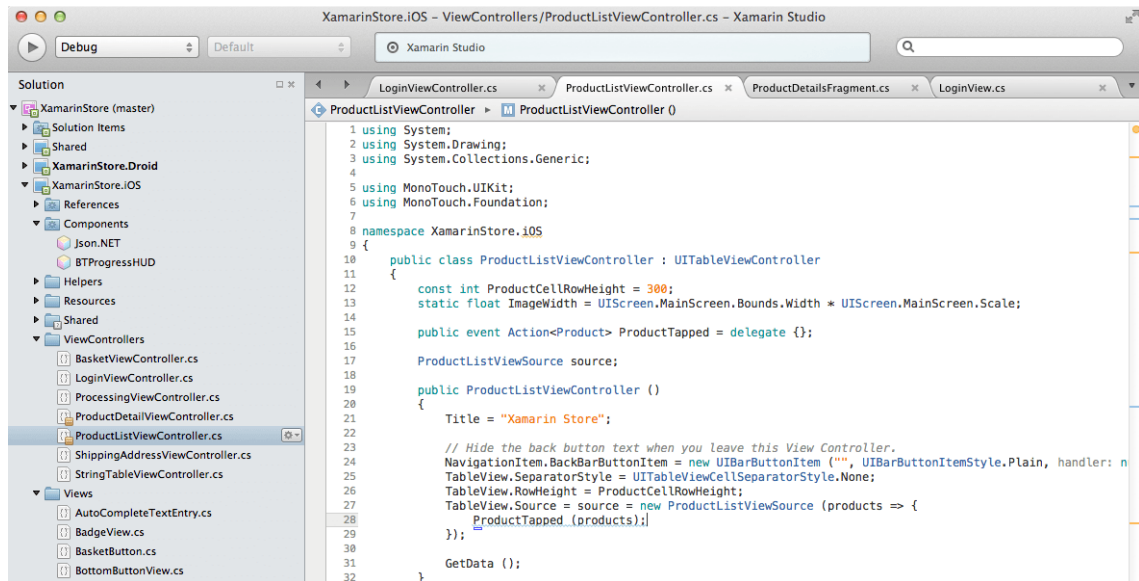 XamarinStore.iOS – ViewControllers/ProductListViewController.cs – Xamarin Studio
Debug
Default
Xamarin Studio
Solution
XamarinStore (master)
Solution Items
Shared
XamarinStore.Droid
XamarinStore.iOS
References
Components
Json.NET
BTProgressHUD
Helpers
Resources
Shared
ViewControllers
BasketViewController.cs
LoginViewController.cs
ProcessingViewController.cs
ProductDetailViewController.cs
ProductListViewController.cs
ShippingAddressViewController.cs
StringTableViewController.cs
Views
AutoCompleteTextEntry.cs
BadgeView.cs
BasketButton.cs
BottomButtonView.cs
LoginViewController.cs
ProductListViewController.cs
ProductDetailsFragment.cs
LoginView.cs
ProductListViewController
M ProductListViewController ()
1 using System;
2 using System.Drawing;
3 using System.Collections.Generic;
4
5 using MonoTouch.UIKit;
6 using MonoTouch.Foundation;
7
8 namespace XamarinStore.iOS
9 {
10 public class ProductListViewController : UITableViewController
11 {
12 const int ProductCellRowHeight = 300;
13 static float ImageWidth = UIScreen.MainScreen.Bounds.Width * UIScreen.MainScreen.Scale;
14
15 public event Action<Product> ProductTapped = delegate {};
16
17 ProductListViewSource source;
18
19 public ProductListViewController ()
20 {
21 Title = "Xamarin Store";
22
23 // Hide the back button text when you leave this View Controller.
24 NavigationItem.BackBarButtonItem = new UIBarButtonItem ("", UIBarButtonItemStyle.Plain, handler: n
25 TableView.SeparatorStyle = UITableViewCellSeparatorStyle.None;
26 TableView.RowHeight = ProductCellRowHeight;
27 TableView.Source = source = new ProductListViewSource (products => {
28 ProductTapped (products);
29 });
30
31 GetData ();
32 }